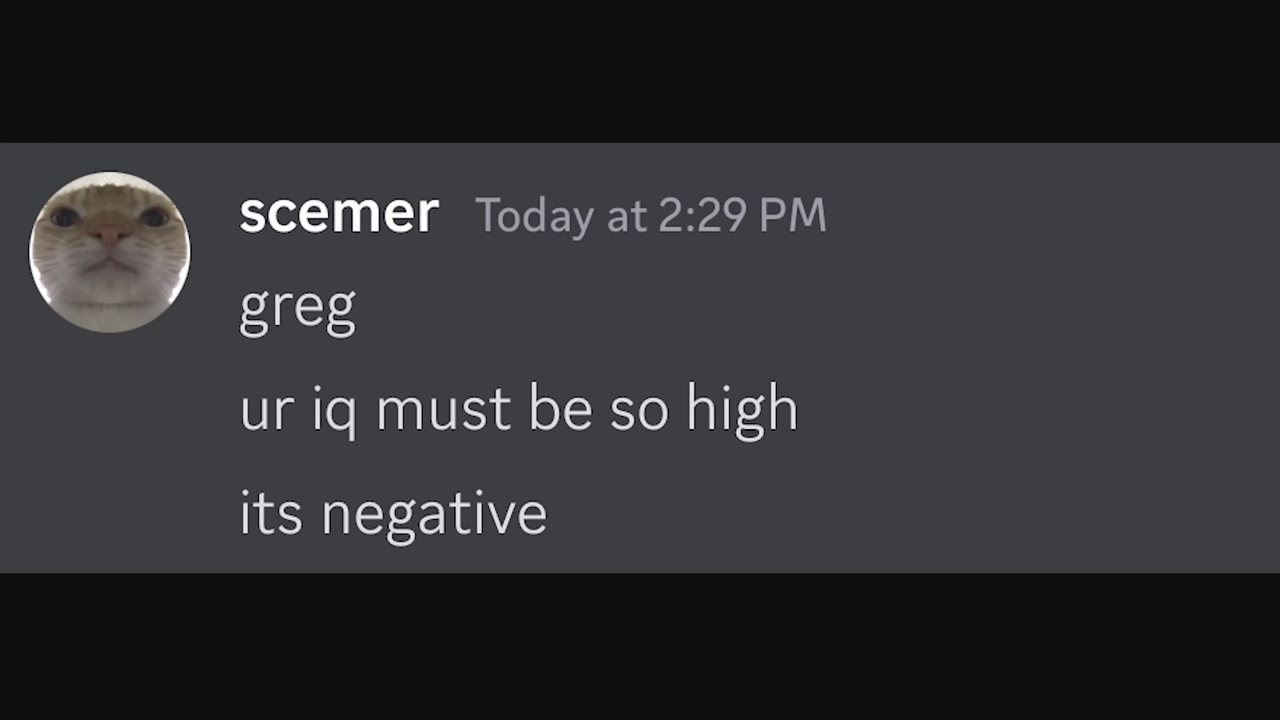 scemer Today at 2:29 PM
greg
ur iq must be so high
its negative